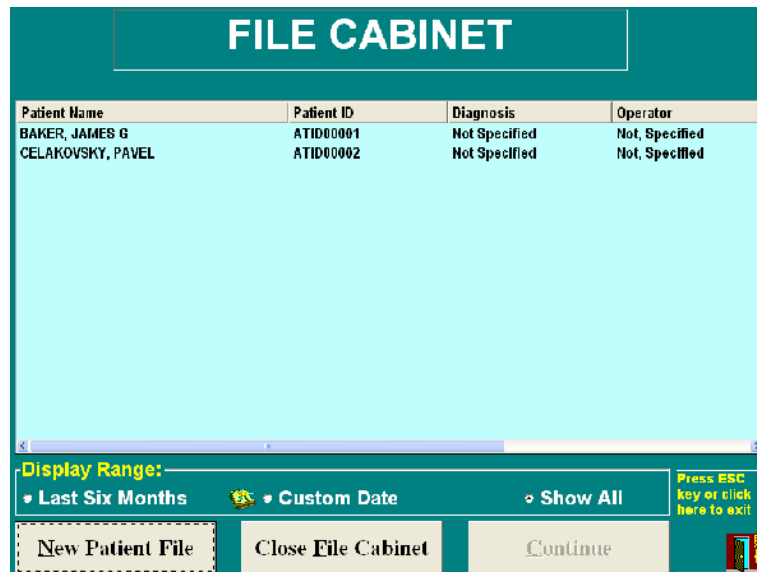 FILE CABINET
Patient Name Patient ID Diagnosis Operator
BAKER, JAMES G ATID00001 Not Specified Not, Specified
CELAKOVSKY, PAVEL ATID00002 Not Specified Not, Specified
Display Range:
Last Six Months Custom Date Show All
Press ESC
key or click
here to exit
New Patient File Close File Cabinet Continue